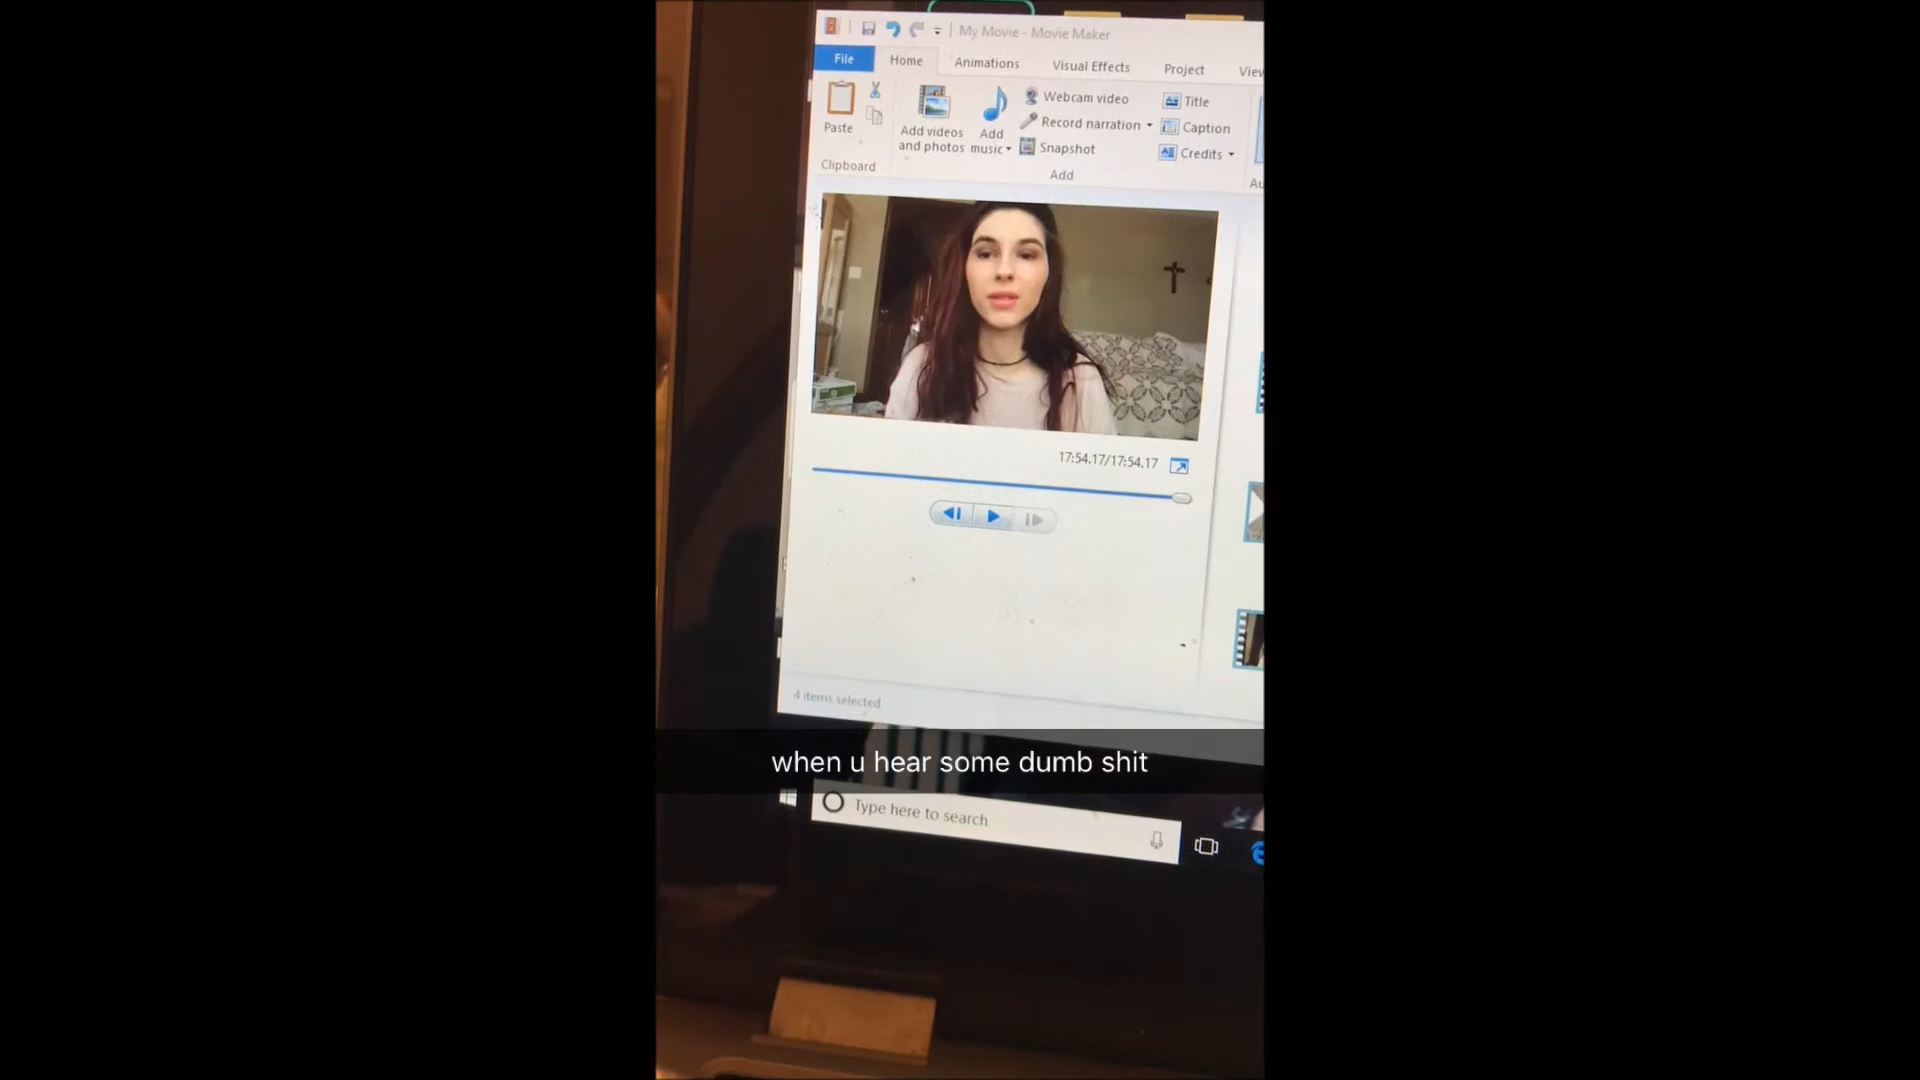 My Movie - Movie Maker
File Home Animations Visual Effects Project View
Paste
Clipboard
Add videos and photos
Add music
Webcam video
Record narration
Snapshot
Title
Caption
Credits
Add
17:54.17/17:54.17
4 items selected
when u hear some dumb shit
Type here to search